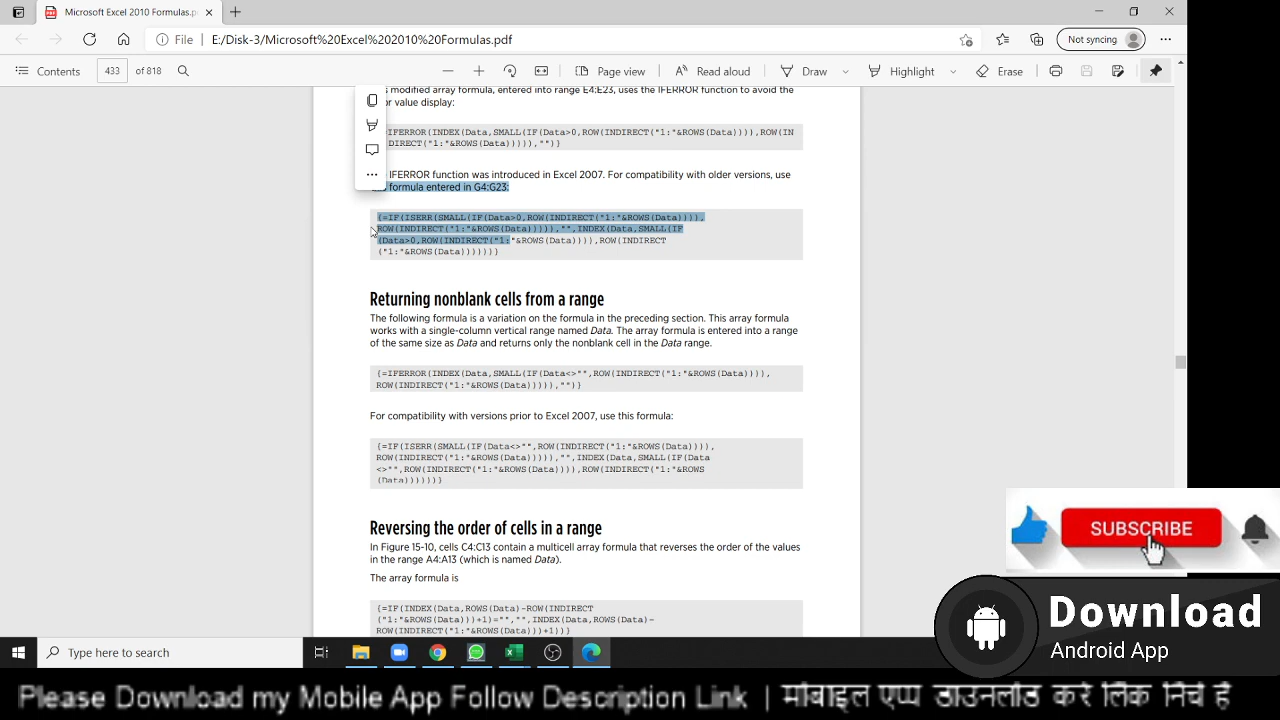 Microsoft Excel 2010 Formulas.p
File
E:/Disk-3/Microsoft%20Excel%202010%20Formulas.pdf
Not syncing
Contents
433
of 818
Page view
Read aloud
Draw
Highlight
Erase
modified array formula, entered into range E4:E23, uses the IFERROR function to avoid the
or value display:
=IFERROR(INDEX(Data,SMALL(IF(Data>0,ROW(INDIRECT("1:"&ROWS(Data)))),ROW(IN
DIRECT("1:"&ROWS(Data))))),"")}
IFERROR function was introduced in Excel 2007. For compatibility with older versions, use
formula entered in G4:G23:
{=IF(ISERR(SMALL(IF(Data>0,ROW(INDIRECT("1:"&ROWS(Data)))),
ROW(INDIRECT("1:"&ROWS(Data))))),"",INDEX(Data,SMALL(IF
(Data>0,ROW(INDIRECT("1:"&ROWS(Data)))),ROW(INDIRECT
("1:"&ROWS(Data))))))}
Returning nonblank cells from a range
The following formula is a variation on the formula in the preceding section. This array formula
works with a single-column vertical range named Data. The array formula is entered into a range
of the same size as Data and returns only the nonblank cell in the Data range.
{=IFERROR(INDEX(Data,SMALL(IF(Data<>"",ROW(INDIRECT("1:"&ROWS(Data)))),
ROW(INDIRECT("1:"&ROWS(Data))))),"")}
For compatibility with versions prior to Excel 2007, use this formula:
{=IF(ISERR(SMALL(IF(Data<>"",ROW(INDIRECT("1:"&ROWS(Data)))),
ROW(INDIRECT("1:"&ROWS(Data))))),"",INDEX(Data,SMALL(IF(Data
<>"",ROW(INDIRECT("1:"&ROWS(Data)))),ROW(INDIRECT("1:"&ROWS
(Data))))))}
Reversing the order of cells in a range
In Figure 15-10, cells C4:C13 contain a multicell array formula that reverses the order of the values
in the range A4:A13 (which is named Data).
The array formula is
{=IF(INDEX(Data,ROWS(Data)-ROW(INDIRECT
("1:"&ROWS(Data)))+1)="","",INDEX(Data,ROWS(Data)-
ROW(INDIRECT("1:"&ROWS(Data)))+1))}
SUBSCRIBE
Download
Android App
Type here to search
Please Download my Mobile App Follow Description Link | मोबाइल एप्प डाउनलोड करे लिंक निचे है